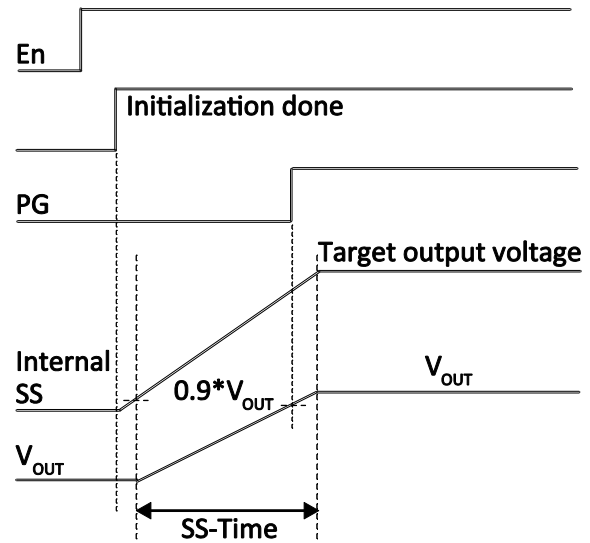 En
Initialization done
PG
Target output voltage
Internal
SS
0.9*VOUT
VOUT
VOUT
SS-Time